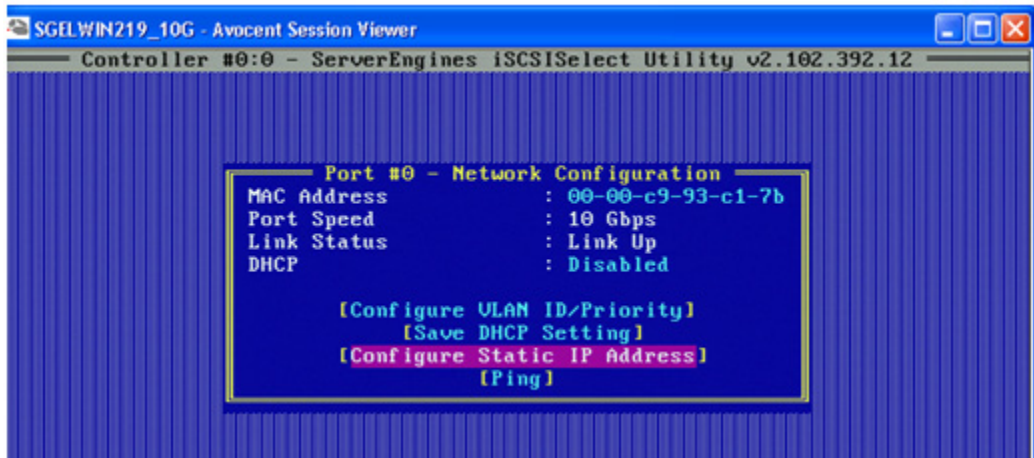 SGELWIN219_10G - Avocent Session Viewer
Controller #0:0 - ServerEngines iSCSISelect Utility v2.102.392.12
Port #0 - Network Configuration
MAC Address : 00-00-c9-93-c1-7b
Port Speed : 10 Gbps
Link Status : Link Up
DHCP : Disabled
[Configure VLAN ID/Priority]
[Save DHCP Setting]
[Configure Static IP Address]
[Ping]